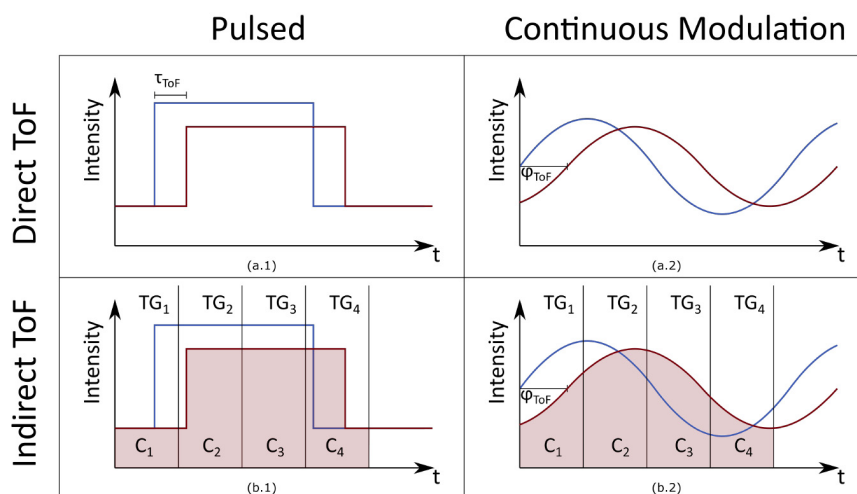 Pulsed
Continuous Modulation
Direct ToF
Intensity
τToF
t
(a.1)
Intensity
φToF
t
(a.2)
Indirect ToF
Intensity
TG1 TG2 TG3 TG4
C1 C2 C3 C4
t
(b.1)
Intensity
TG1 TG2 TG3 TG4
φToF
C1 C2 C3 C4
t
(b.2)